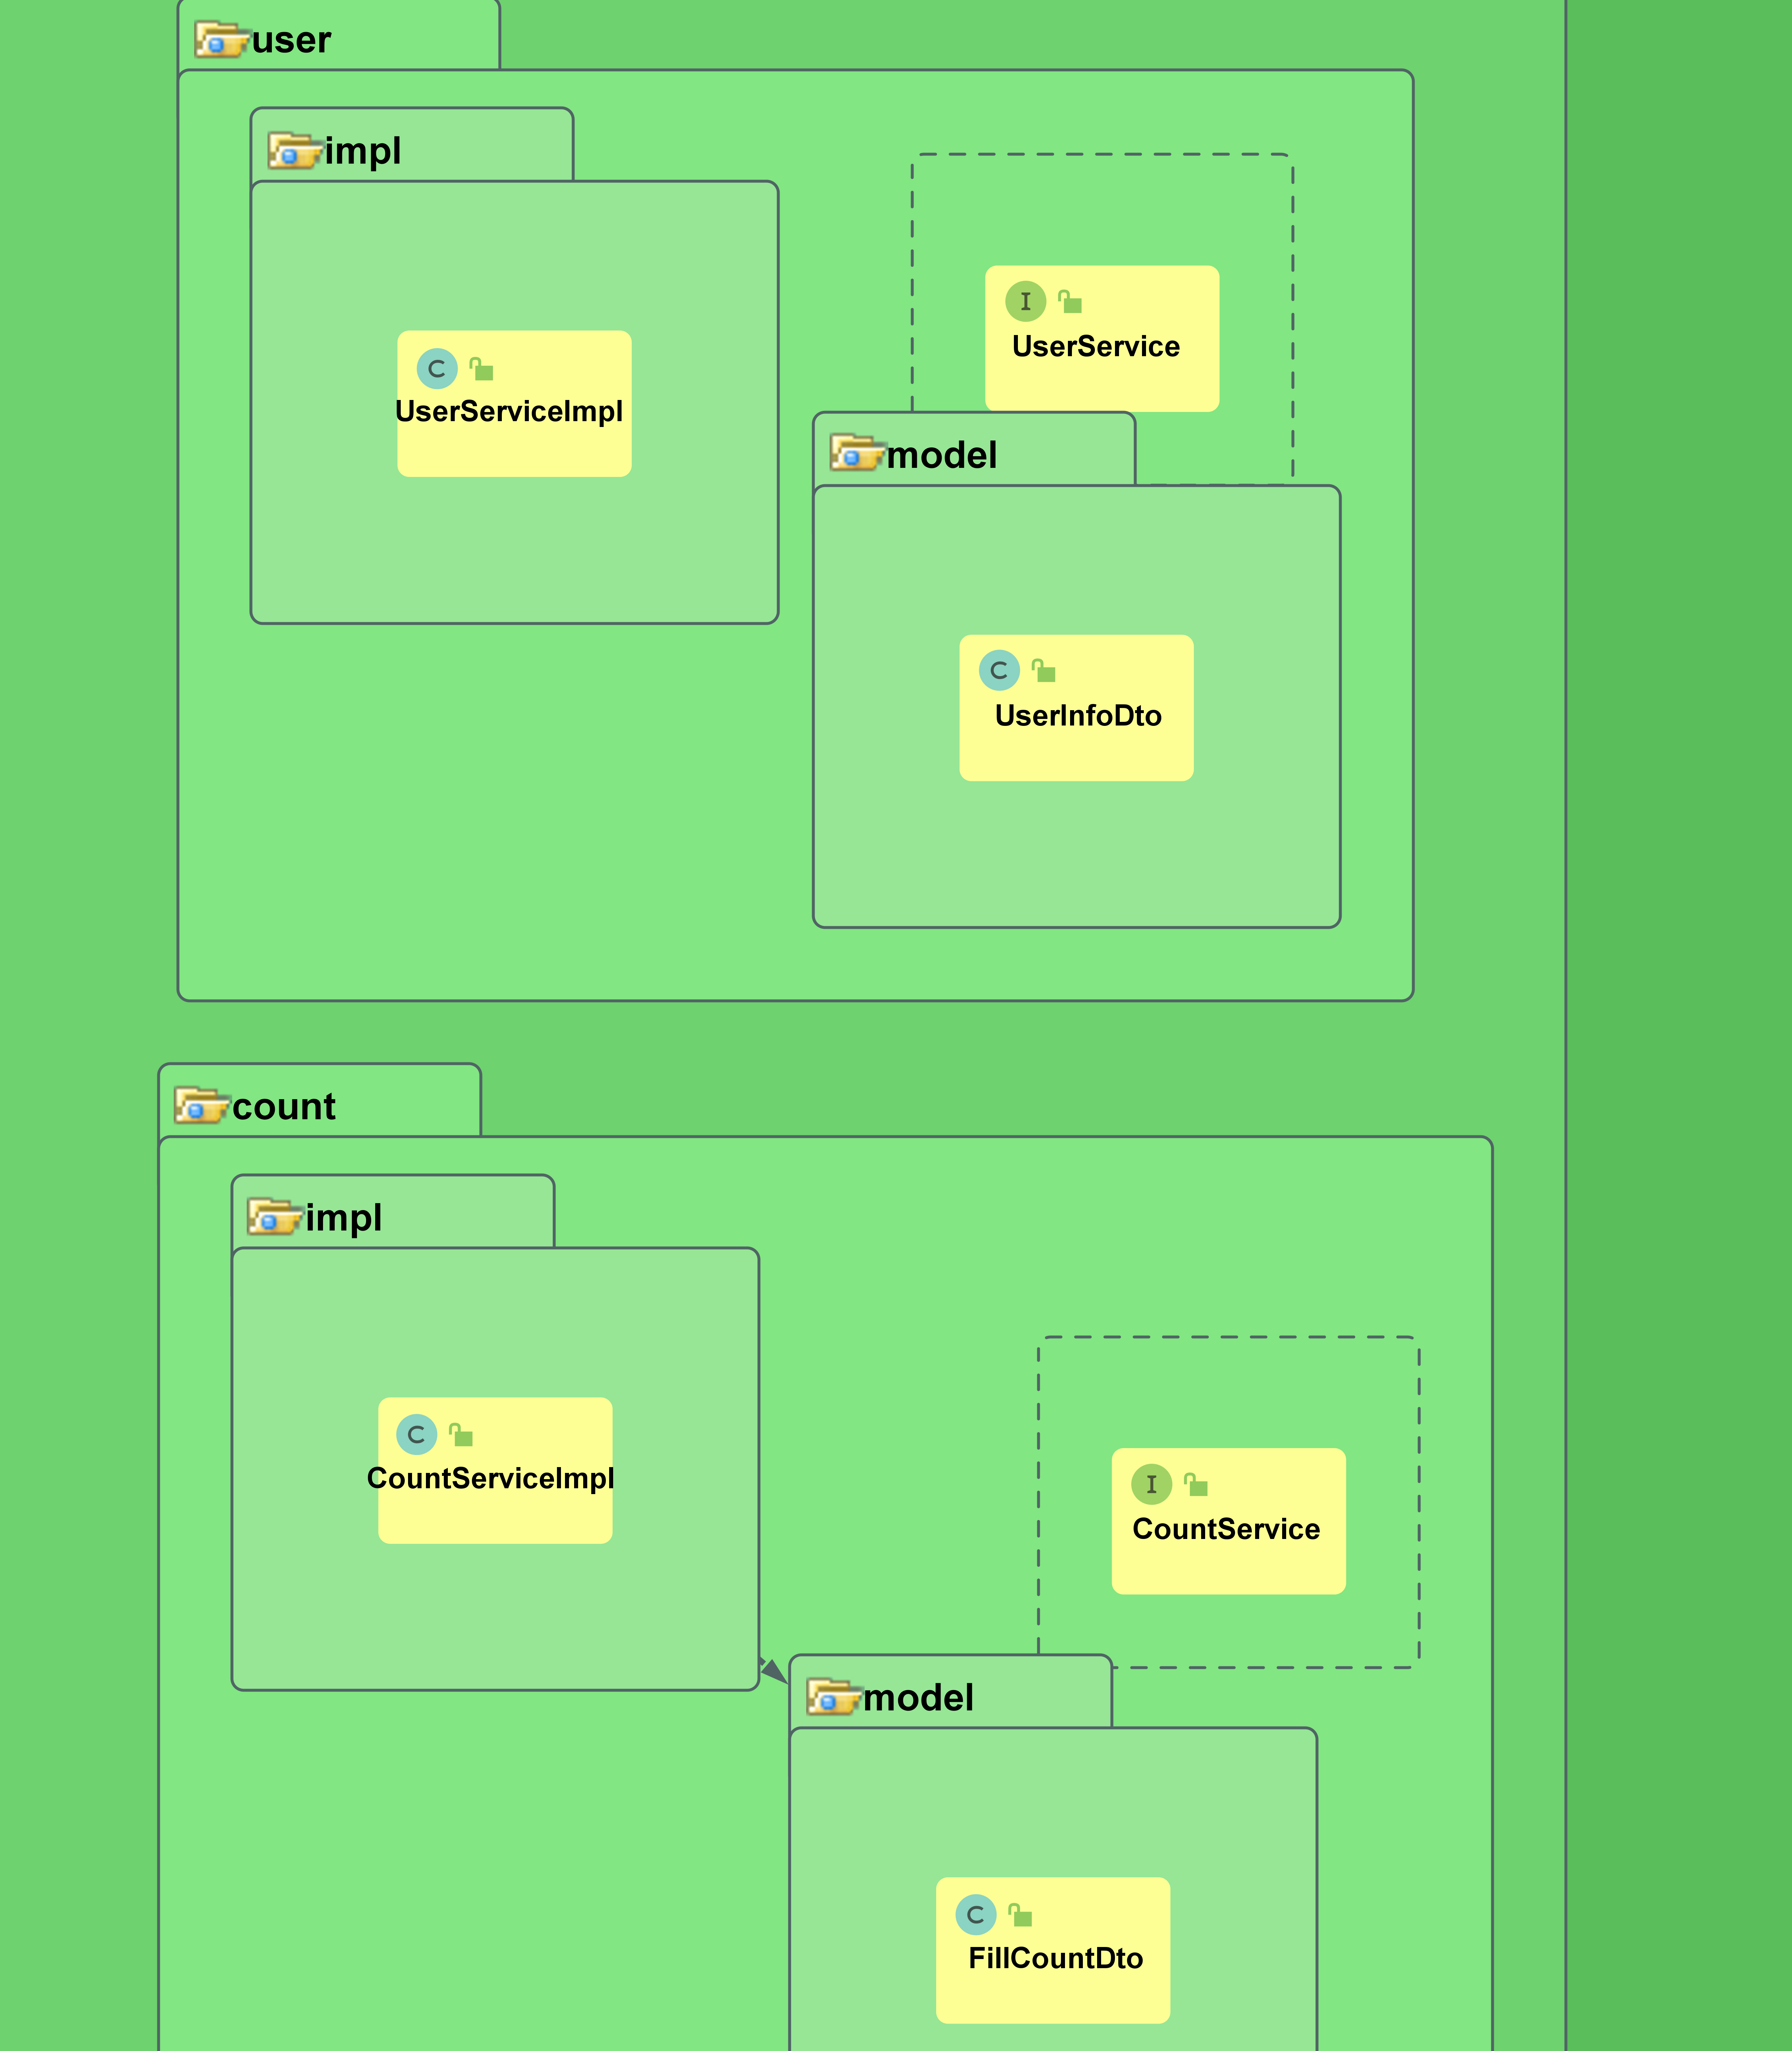 user
impl
I
UserService
C
UserServiceImpl
model
C
UserInfoDto
count
impl
C
CountServiceImpl
I
CountService
model
C
FillCountDto